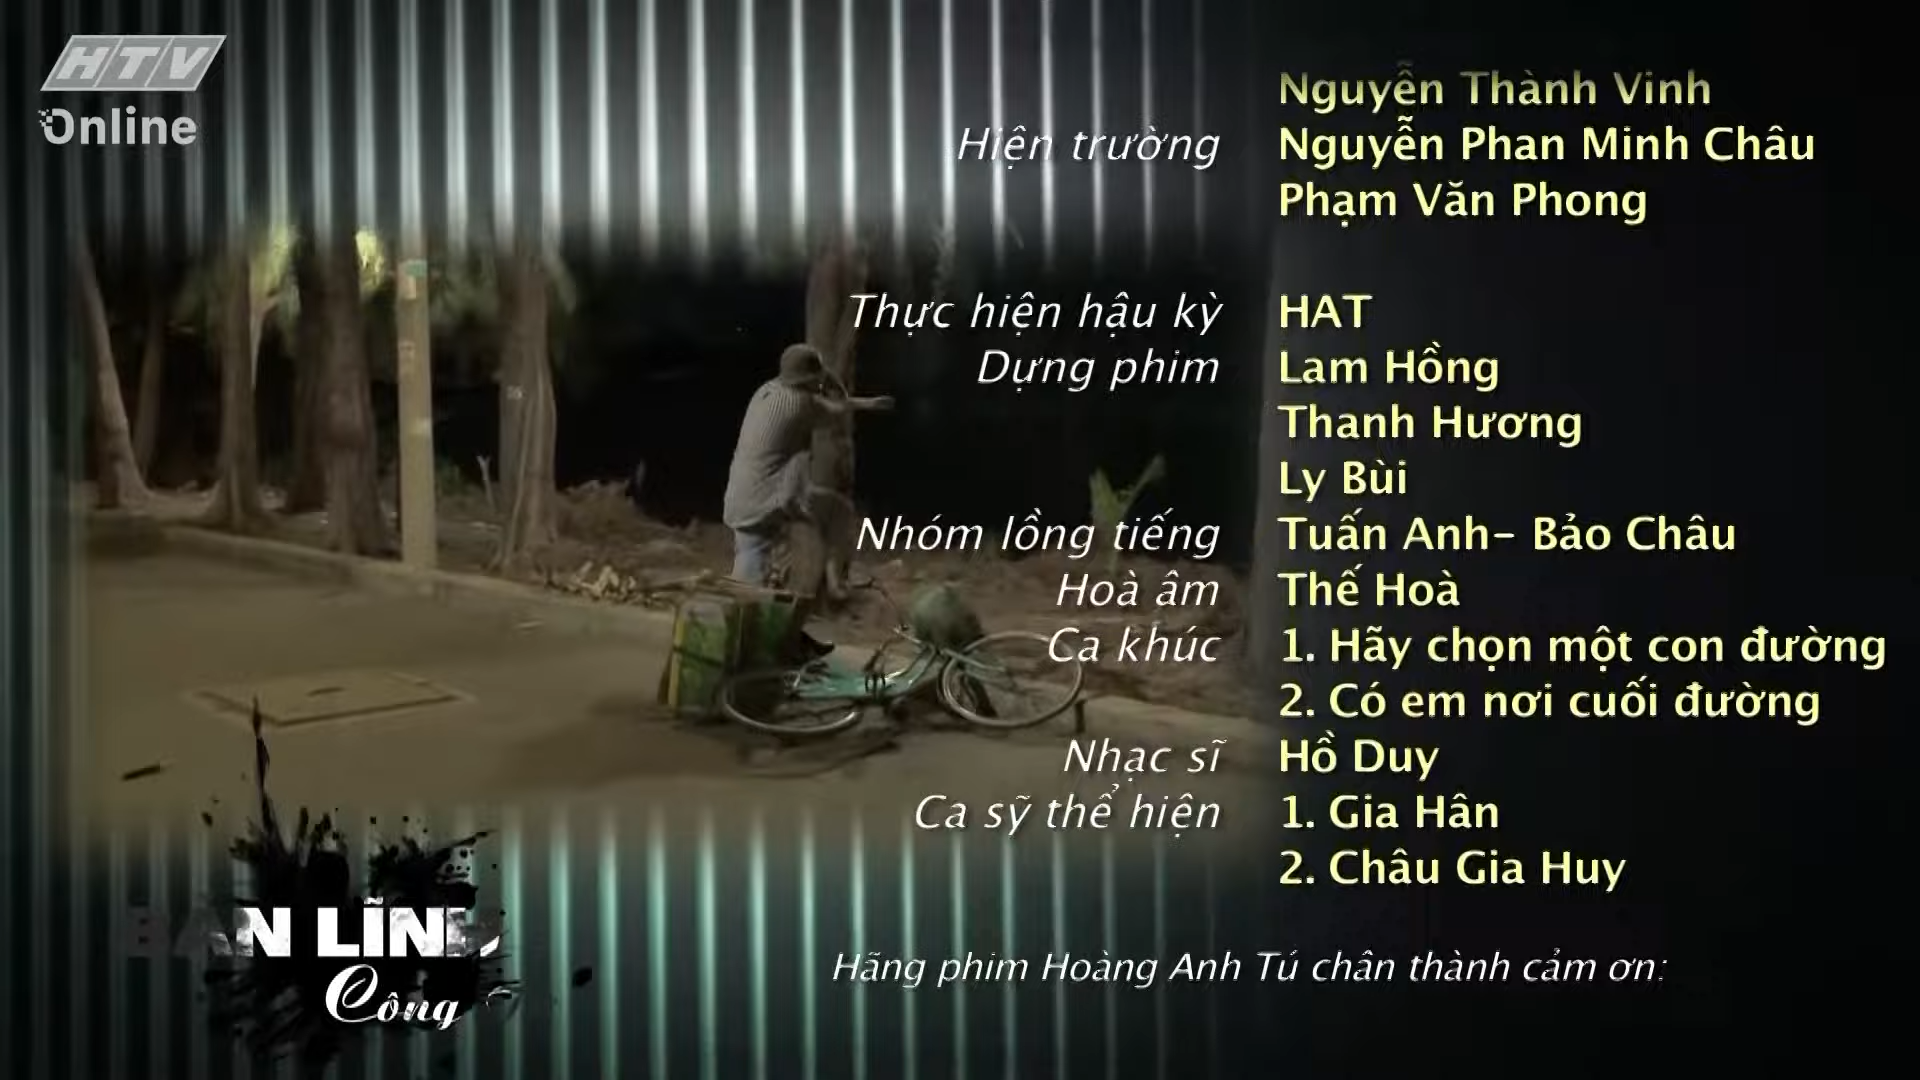 HTV
Online
Nguyễn Thành Vinh
Hiện trường Nguyễn Phan Minh Châu
Phạm Văn Phong
Thực hiện hậu kỳ HAT
Dựng phim Lam Hồng
Thanh Hương
Ly Bùi
Nhóm lồng tiếng Tuấn Anh- Bảo Châu
Hoà âm Thế Hoà
Ca khúc 1. Hãy chọn một con đường
2. Có em nơi cuối đường
Nhạc sĩ Hồ Duy
Ca sỹ thể hiện 1. Gia Hân
2. Châu Gia Huy
Công
Hãng phim Hoàng Anh Tú chân thành cảm ơn: